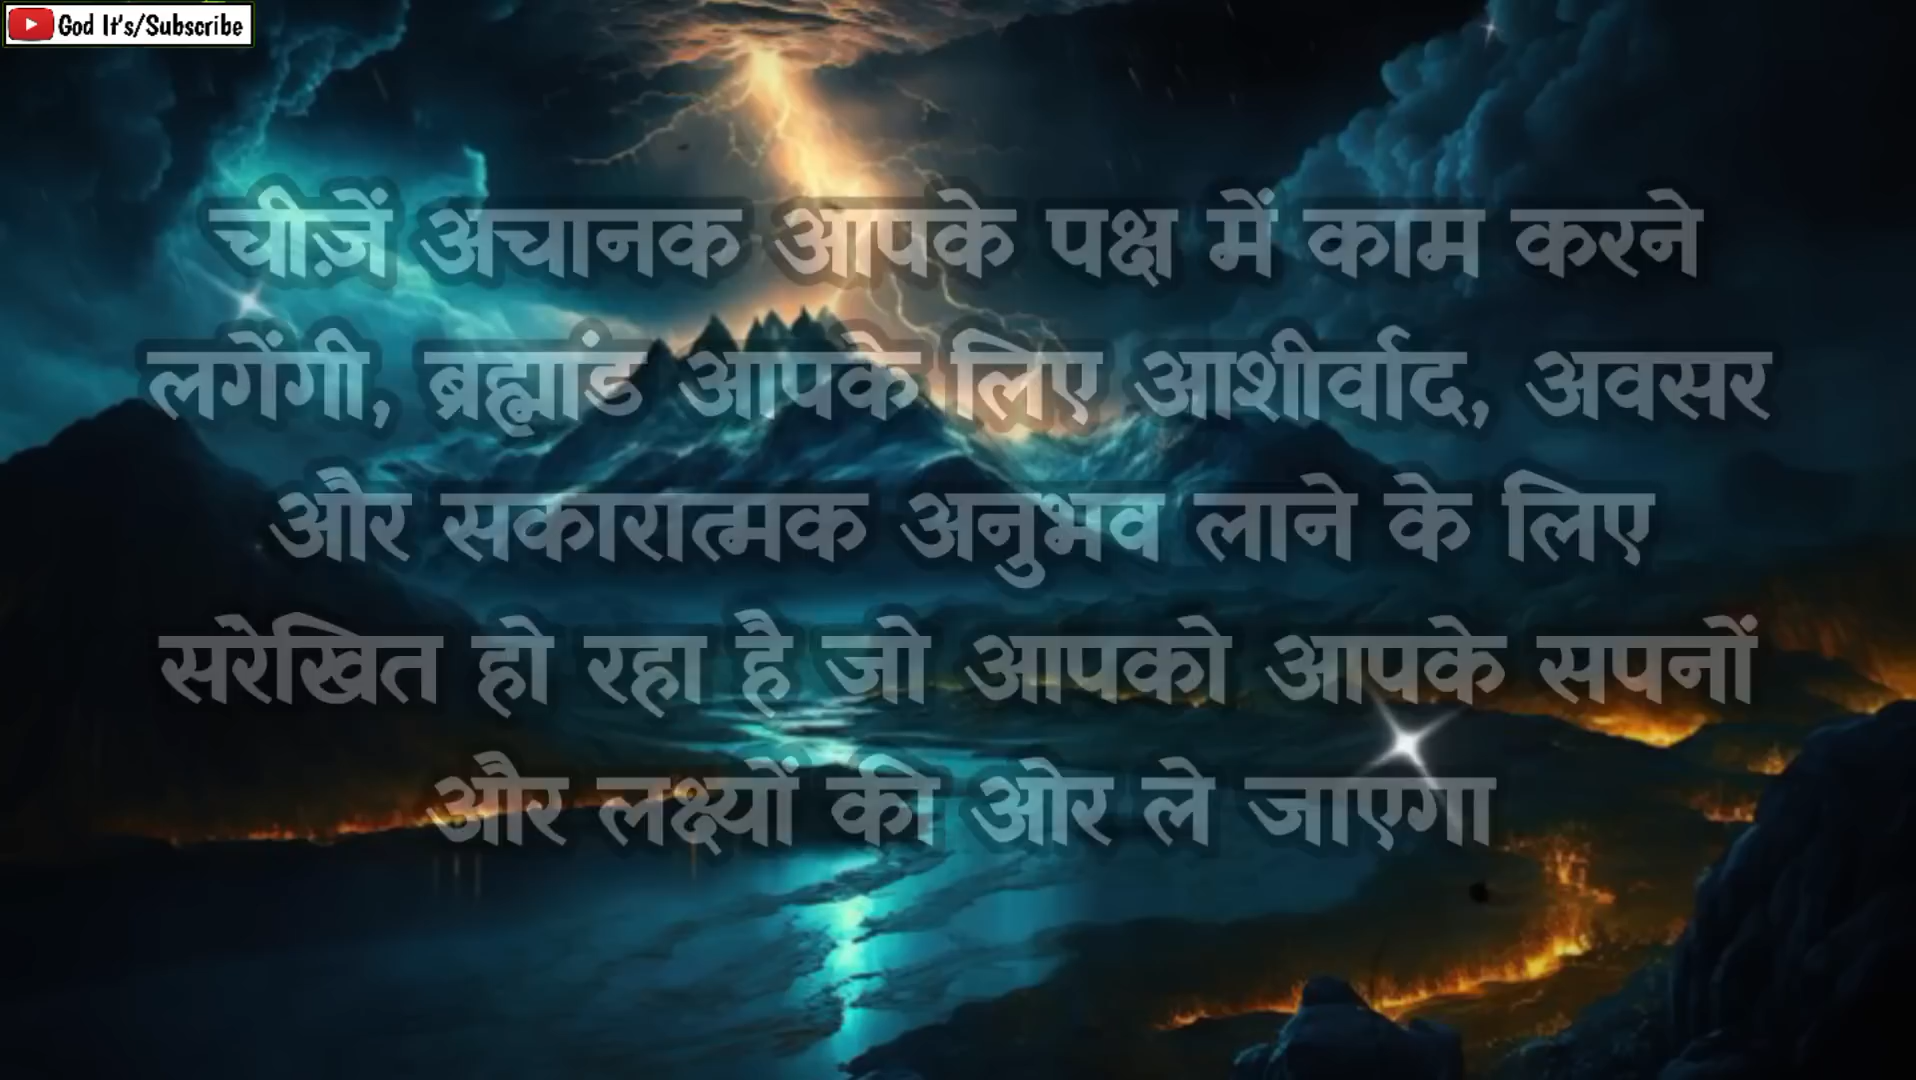 God It's/Subscribe
चीज़ें अचानक आपके पक्ष में काम करने
लगेंगी, ब्रह्मांड आपके लिए आशीर्वाद, अवसर
और सकारात्मक अनुभव लाने के लिए
सरेखित हो रहा है जो आपको आपके सपनों
और लक्ष्यों की ओर ले जाएगा